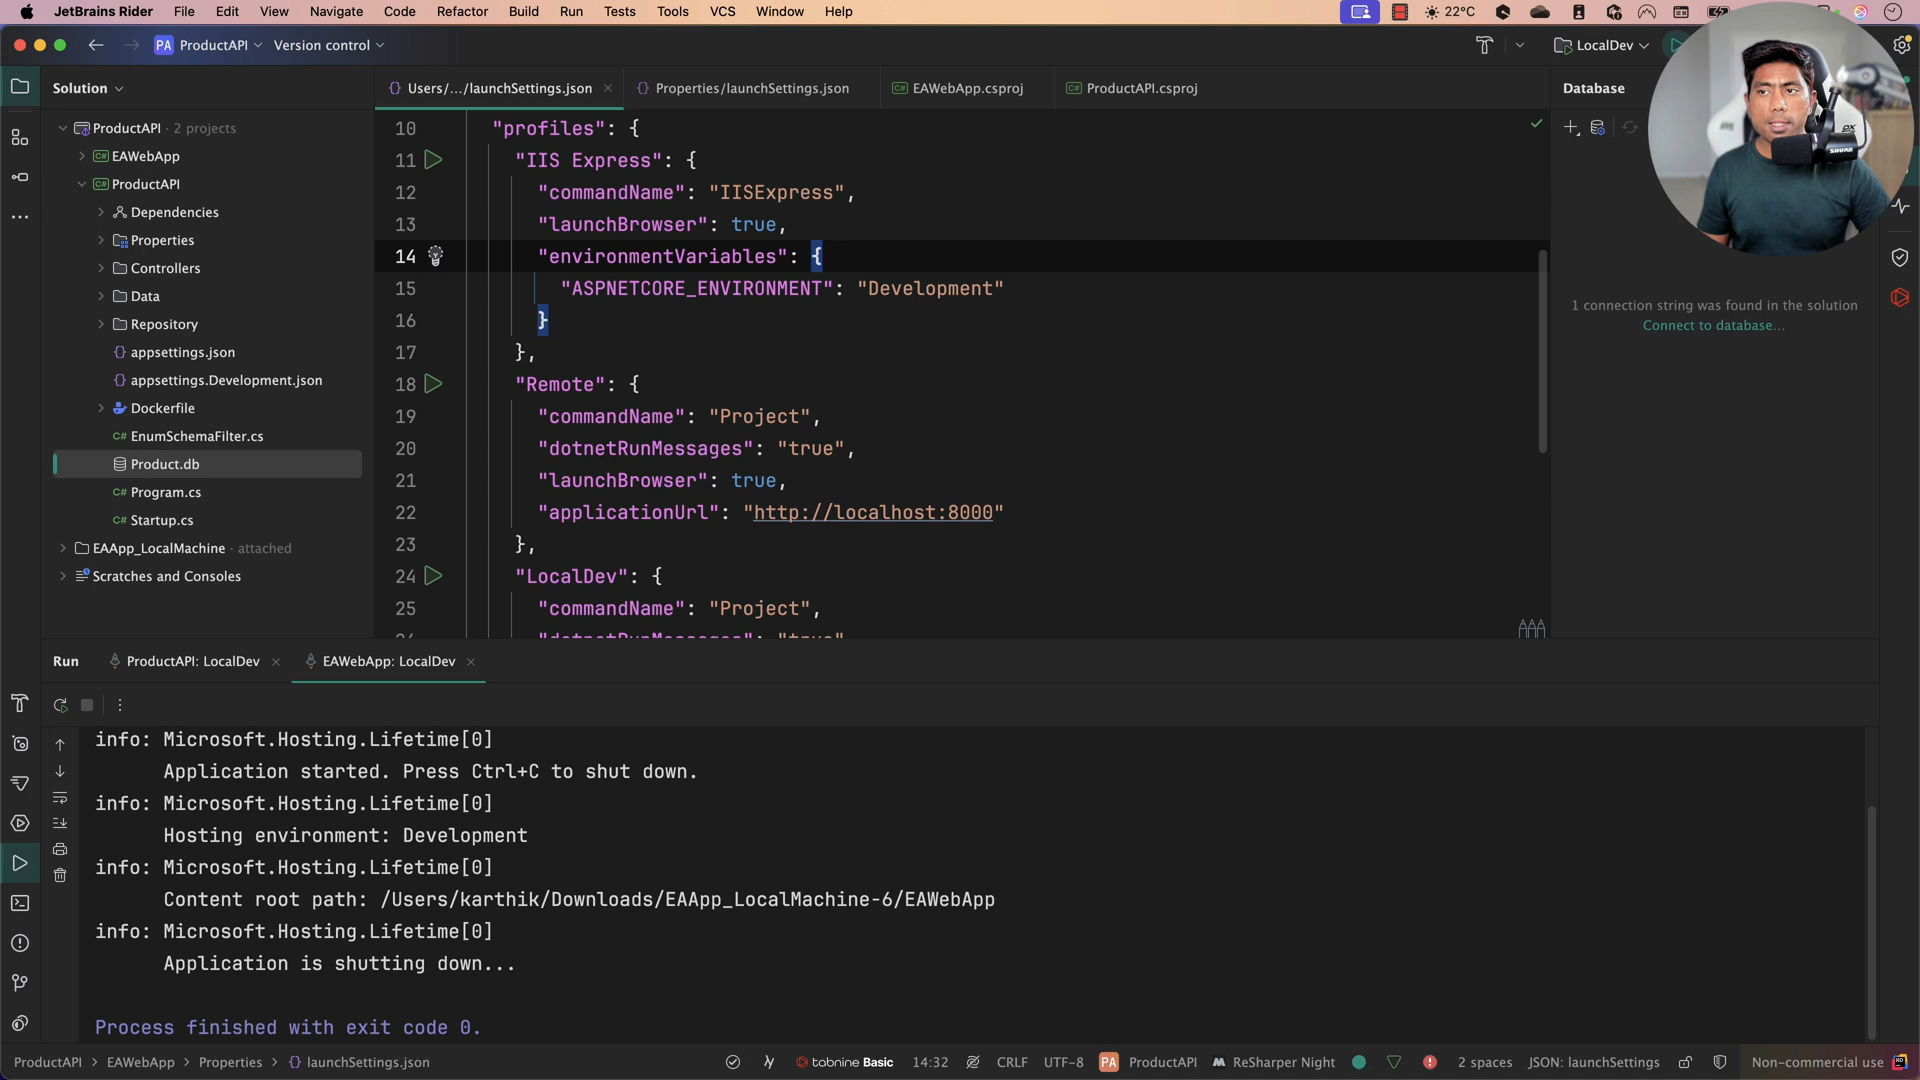 JetBrains Rider File Edit View Navigate Code Refactor Build Run Tests Tools VCS Window Help 22°C
PA ProductAPI Version control LocalDev
Solution
Users/.../launchSettings.json Properties/launchSettings.json EAWebApp.csproj ProductAPI.csproj
Database
ProductAPI · 2 projects
EAWebApp
ProductAPI
Dependencies
Properties
Controllers
Data
Repository
appsettings.json
appsettings.Development.json
Dockerfile
EnumSchemaFilter.cs
Product.db
Program.cs
Startup.cs
EAApp_LocalMachine · attached
Scratches and Consoles
10 "profiles": {
11 "IIS Express": {
12 "commandName": "IISExpress",
13 "launchBrowser": true,
14 "environmentVariables": {
15 "ASPNETCORE_ENVIRONMENT": "Development"
16 }
17 },
18 "Remote": {
19 "commandName": "Project",
20 "dotnetRunMessages": "true",
21 "launchBrowser": true,
22 "applicationUrl": "http://localhost:8000"
23 },
24 "LocalDev": {
25 "commandName": "Project",
26 "dotnetRunMessages": "true"
1 connection string was found in the solution
Connect to database...
Run ProductAPI: LocalDev EAWebApp: LocalDev
info: Microsoft.Hosting.Lifetime[0]
Application started. Press Ctrl+C to shut down.
info: Microsoft.Hosting.Lifetime[0]
Hosting environment: Development
info: Microsoft.Hosting.Lifetime[0]
Content root path: /Users/karthik/Downloads/EAApp_LocalMachine-6/EAWebApp
info: Microsoft.Hosting.Lifetime[0]
Application is shutting down...
Process finished with exit code 0.
ProductAPI > EAWebApp > Properties > launchSettings.json tabnine Basic 14:32 CRLF UTF-8 PA ProductAPI ReSharper Night 2 spaces JSON: launchSettings Non-commercial use
SHURE